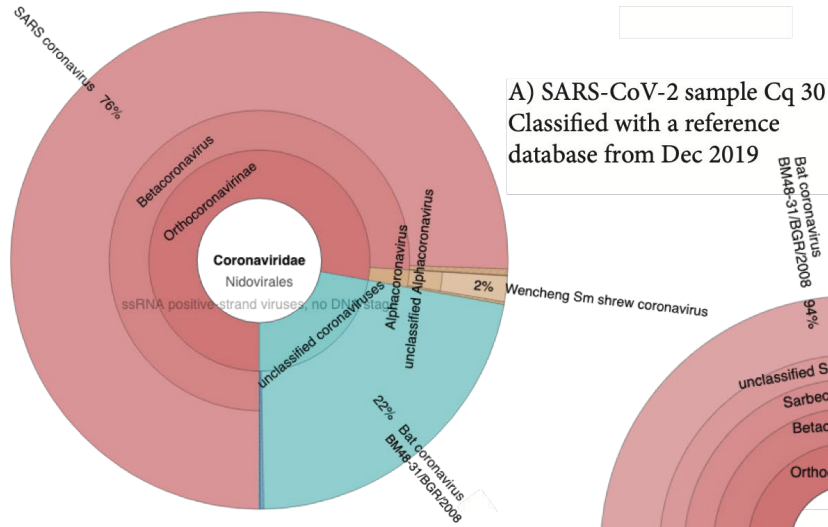 SARS coronavirus 76%
Betacoronavirus
Orthocoronavirinae
Coronaviridae
Nidovirales
ssRNA positive-strand viruses, no DNA stage
unclassified coronaviruses
Alphacoronavirus
unclassified Alphacoronavirus
2% Wencheng Sm shrew coronavirus
22% Bat coronavirus
BM48-31/BGR/2008
A) SARS-CoV-2 sample Cq 30
Classified with a reference
database from Dec 2019
Bat coronavirus
BM48-31/BGR/2008 94%
unclassified S
Sarbec
Betac
Ortho